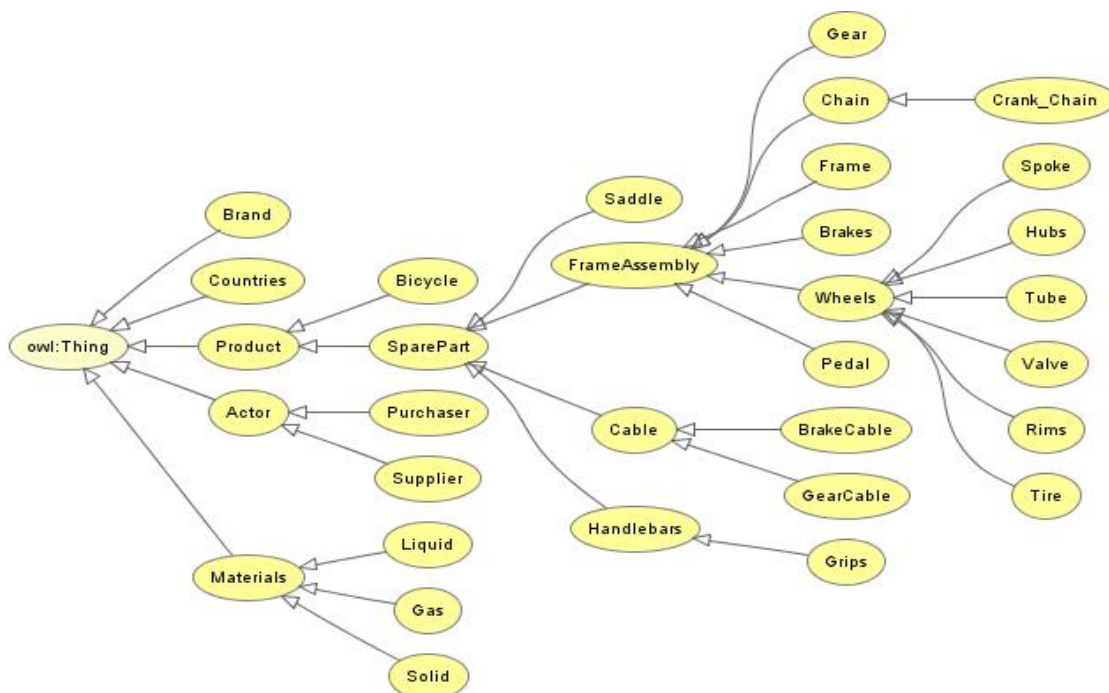 Gear
Chain
Crank_Chain
Frame
Spoke
Saddle
Brand
Brakes
Hubs
FrameAssembly
Countries
Bicycle
Wheels
Tube
owl:Thing
Product
SparePart
Pedal
Valve
Actor
Purchaser
Cable
BrakeCable
Rims
Supplier
GearCable
Tire
Handlebars
Liquid
Grips
Materials
Gas
Solid